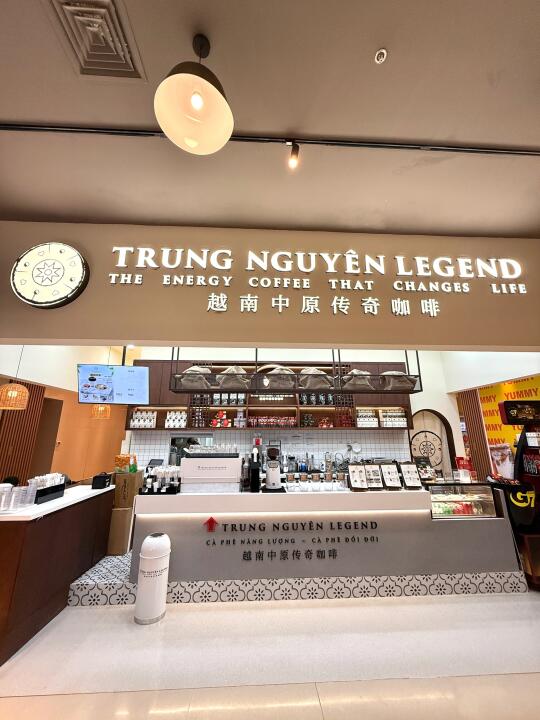 TRUNG NGUYÊN LEGEND
THE ENERGY COFFEE THAT CHANGES LIFE
越南中原传奇咖啡
YUMMY
MMY
YUMMY
G7
TRUNG NGUYÊN LEGEND
CÀ PHÊ NĂNG LƯỢNG - CÀ PHÊ ĐỔI ĐỜI
越南中原传奇咖啡